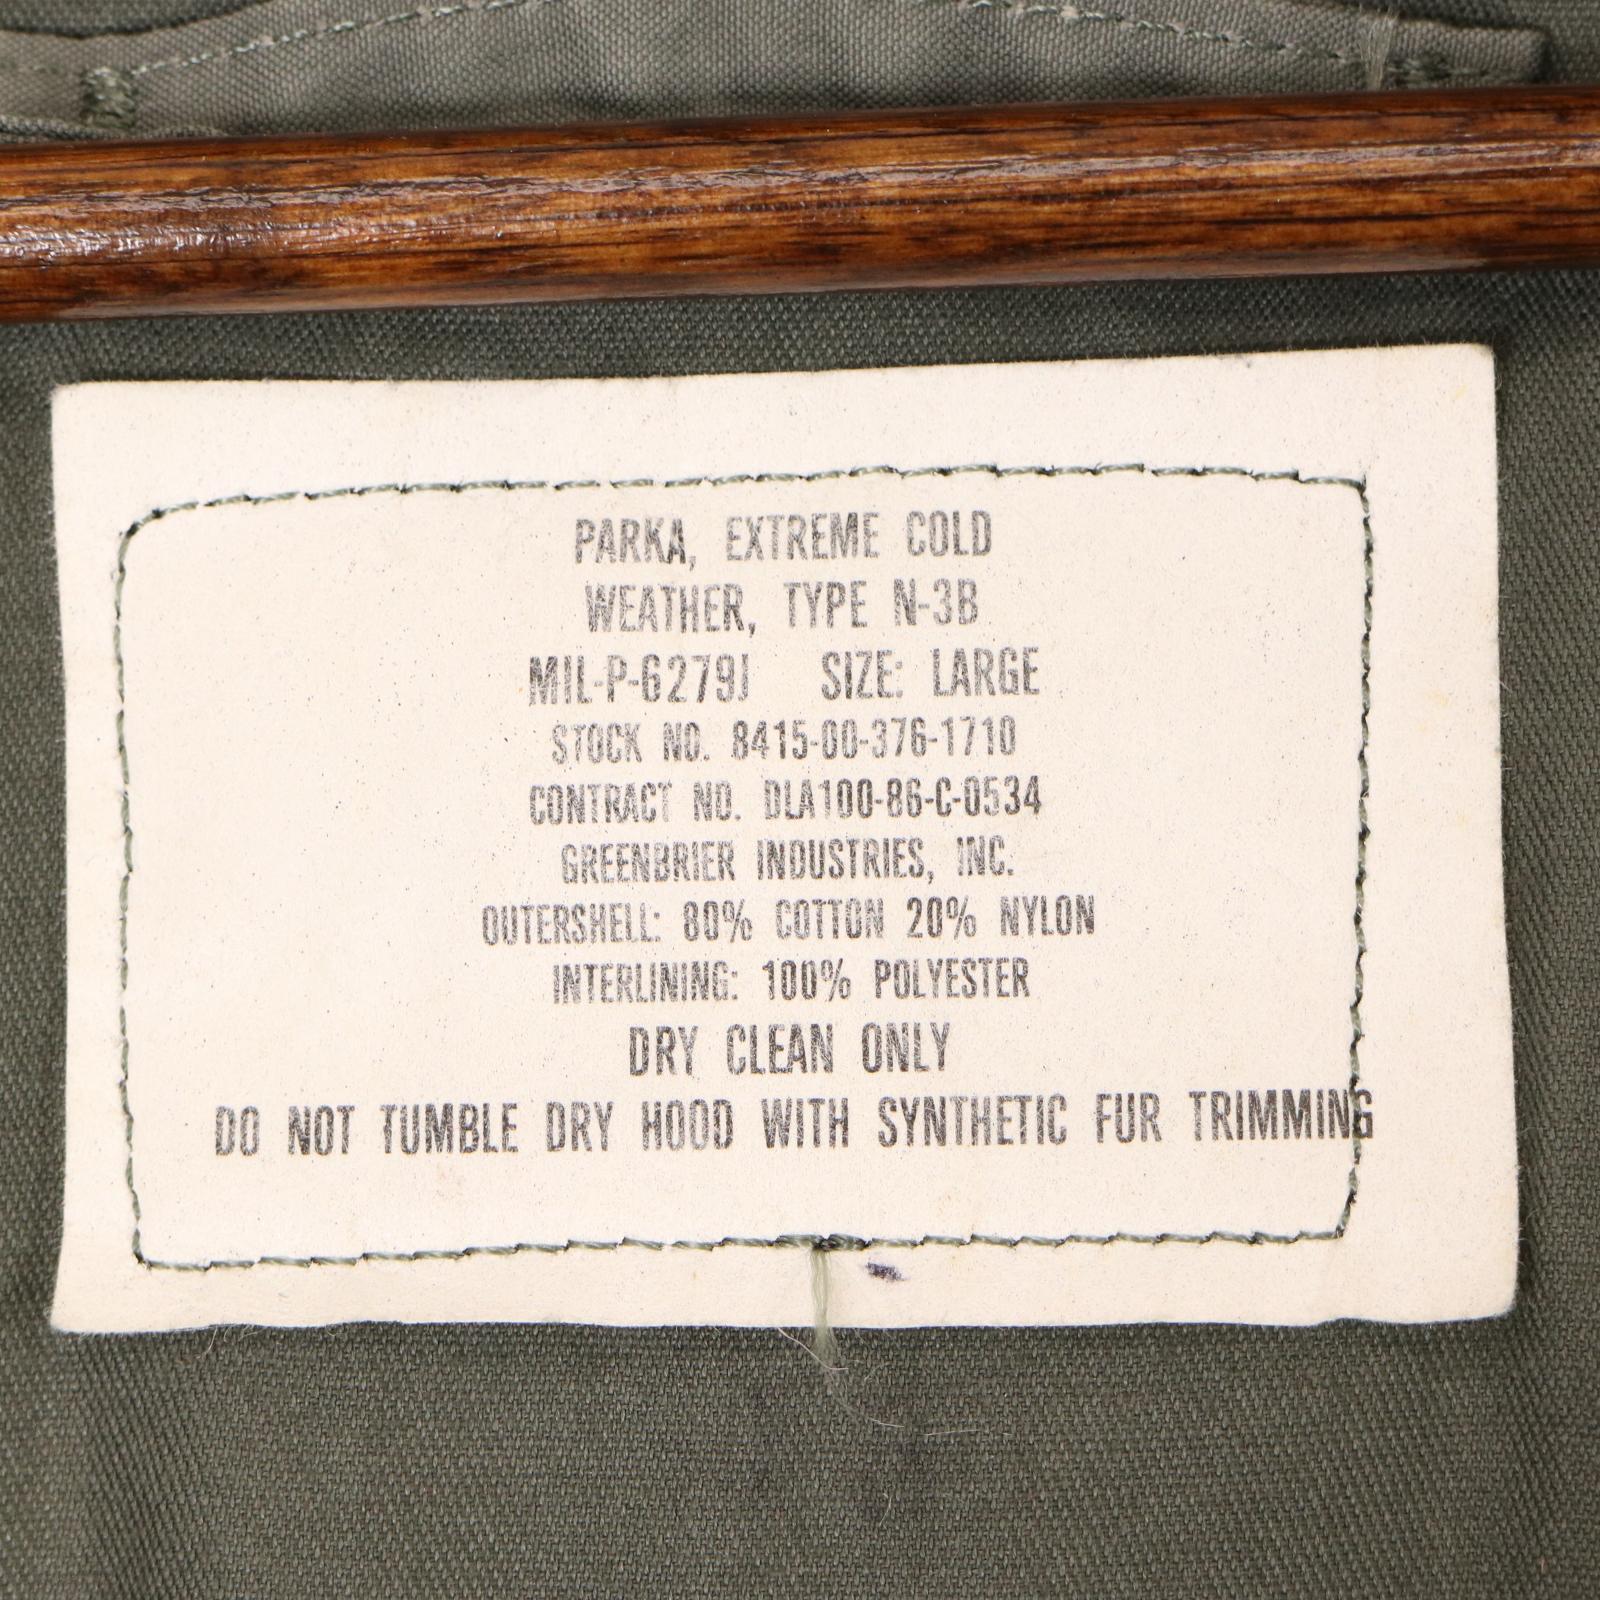 PARKA, EXTREME COLD
WEATHER, TYPE N-3B
MIL-P-6279J SIZE: LARGE
STOCK NO. 8415-00-376-1710
CONTRACT NO. DLA100-86-C-0534
GREENBRIER INDUSTRIES, INC.
OUTERSHELL: 80% COTTON 20% NYLON
INTERLINING: 100% POLYESTER
DRY CLEAN ONLY
DO NOT TUMBLE DRY HOOD WITH SYNTHETIC FUR TRIMMING